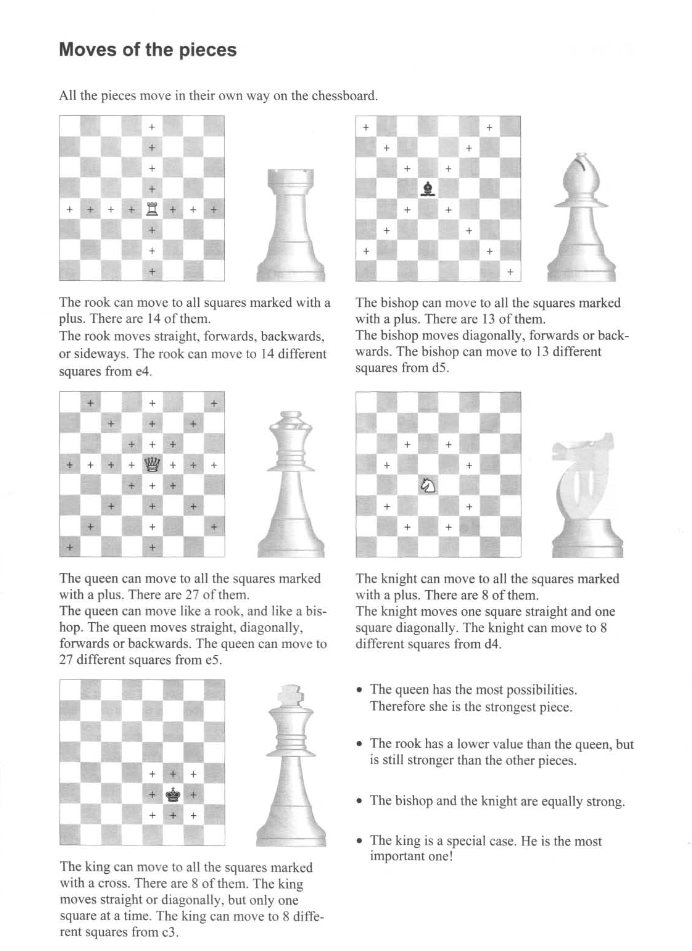 Moves of the pieces
All the pieces move in their own way on the chessboard.
The rook can move to all squares marked with a
plus. There are 14 of them.
The rook moves straight, forwards, backwards,
or sideways. The rook can move to 14 different
squares from e4.
The bishop can move to all the squares marked
with a plus. There are 13 of them.
The bishop moves diagonally, forwards or back-
wards. The bishop can move to 13 different
squares from d5.
The queen can move to all the squares marked
with a plus. There are 27 of them.
The queen can move like a rook, and like a bis-
hop. The queen moves straight, diagonally,
forwards or backwards. The queen can move to
27 different squares from e5.
The knight can move to all the squares marked
with a plus. There are 8 of them.
The knight moves one square straight and one
square diagonally. The knight can move to 8
different squares from d4.
The king can move to all the squares marked
with a cross. There are 8 of them. The king
moves straight or diagonally, but only one
square at a time. The king can move to 8 diffe-
rent squares from c3.
• The queen has the most possibilities.
Therefore she is the strongest piece.
• The rook has a lower value than the queen, but
is still stronger than the other pieces.
• The bishop and the knight are equally strong.
• The king is a special case. He is the most
important one!